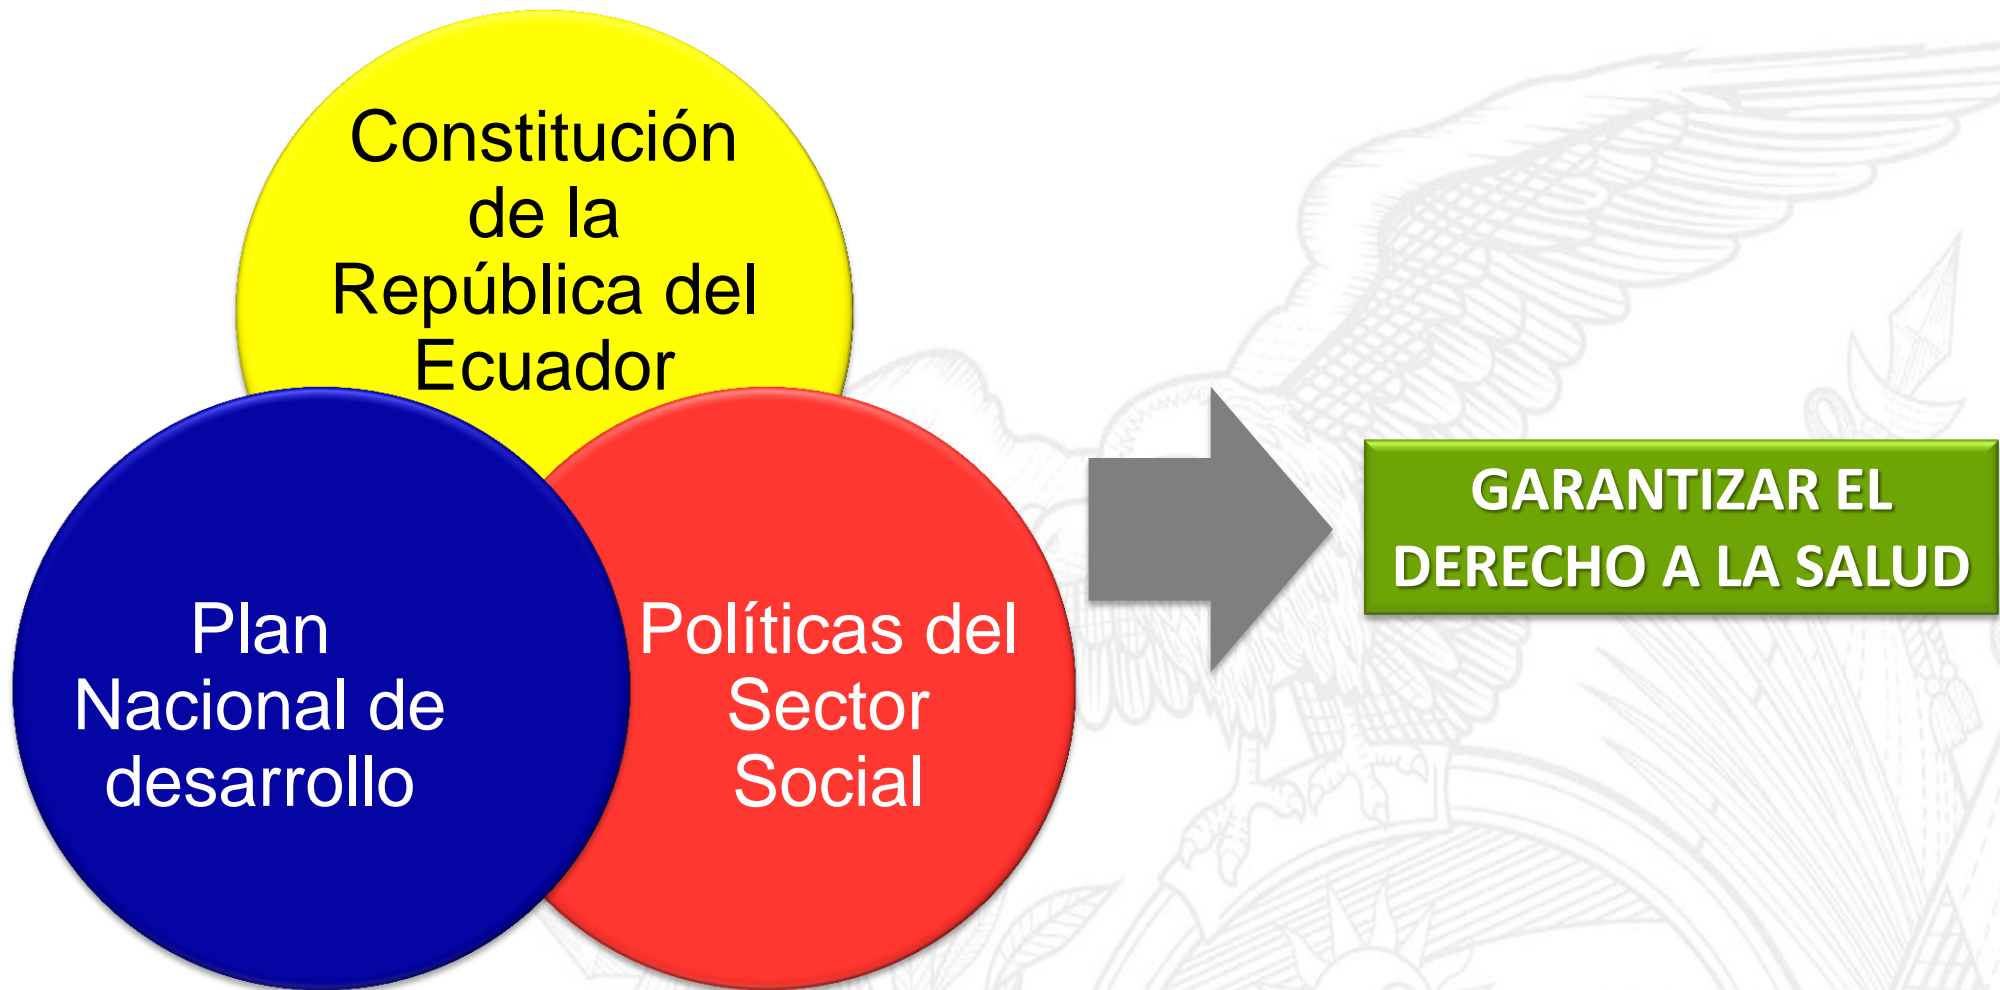 Constitución
de la
República del
Ecuador
Plan
Nacional de
desarrollo
Políticas del
Sector
Social
GARANTIZAR EL
DERECHO A LA SALUD